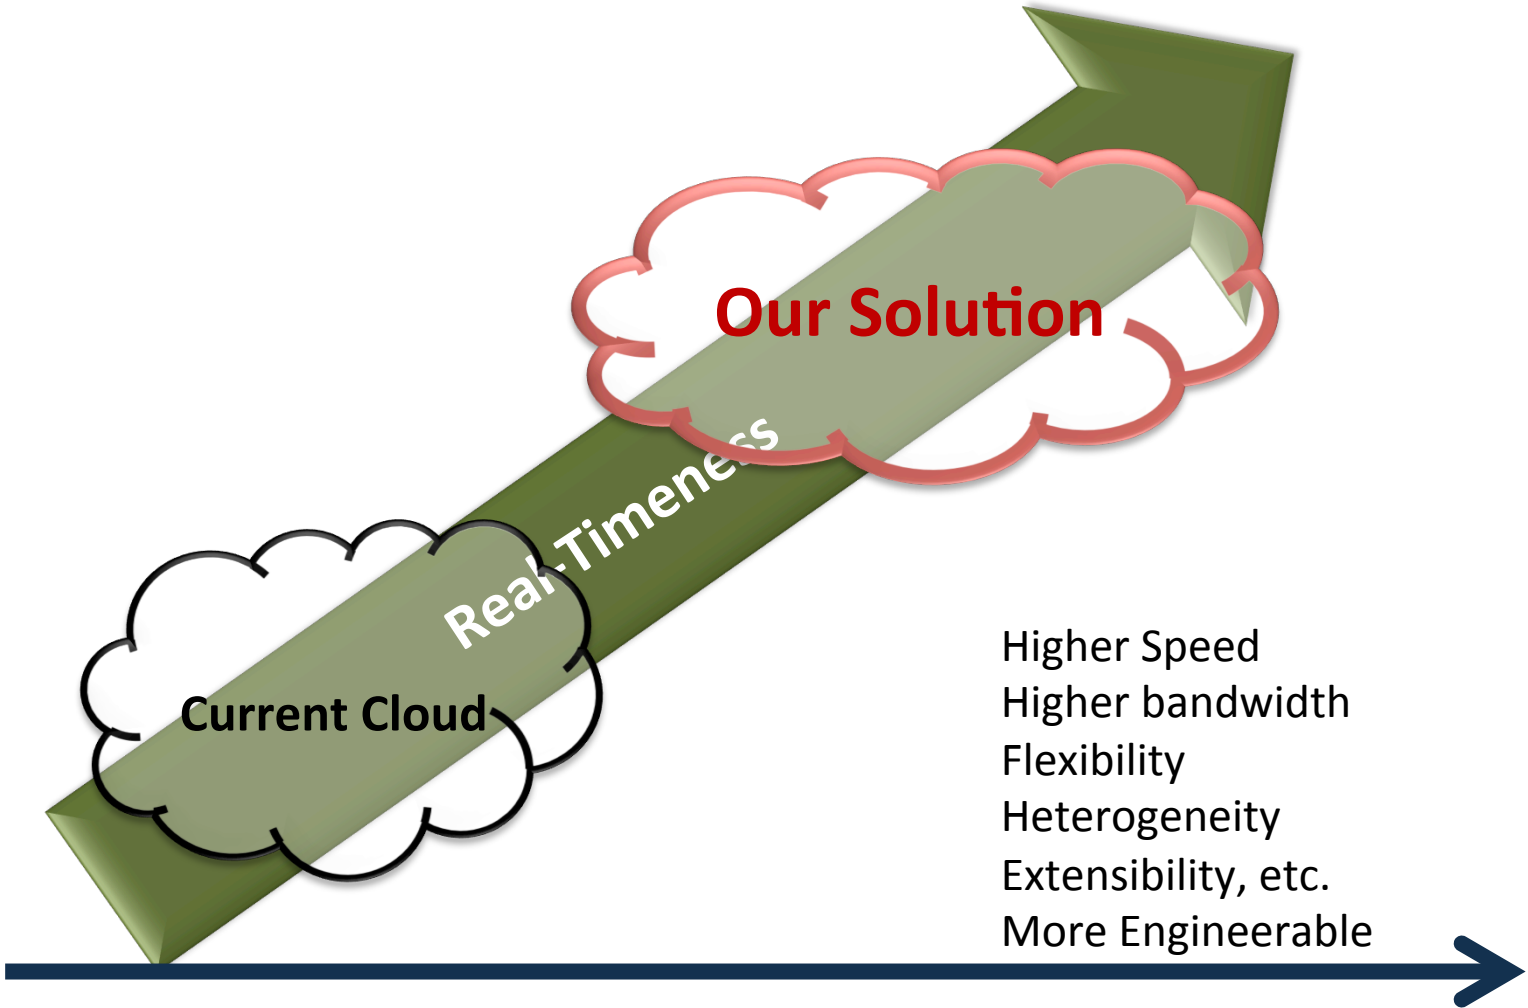 Our Solution
Real-Timeness
Current Cloud
Higher Speed
Higher bandwidth
Flexibility
Heterogeneity
Extensibility, etc.
More Engineerable